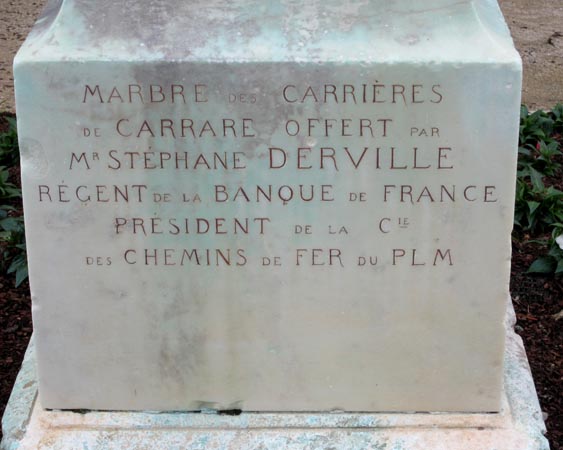 MARBRE DES CARRIÈRES
DE CARRARE OFFERT PAR
MR STÉPHANE DERVILLE
RÉGENT DE LA BANQUE DE FRANCE
PRÉSIDENT DE LA CIE
DES CHEMINS DE FER DU PLM